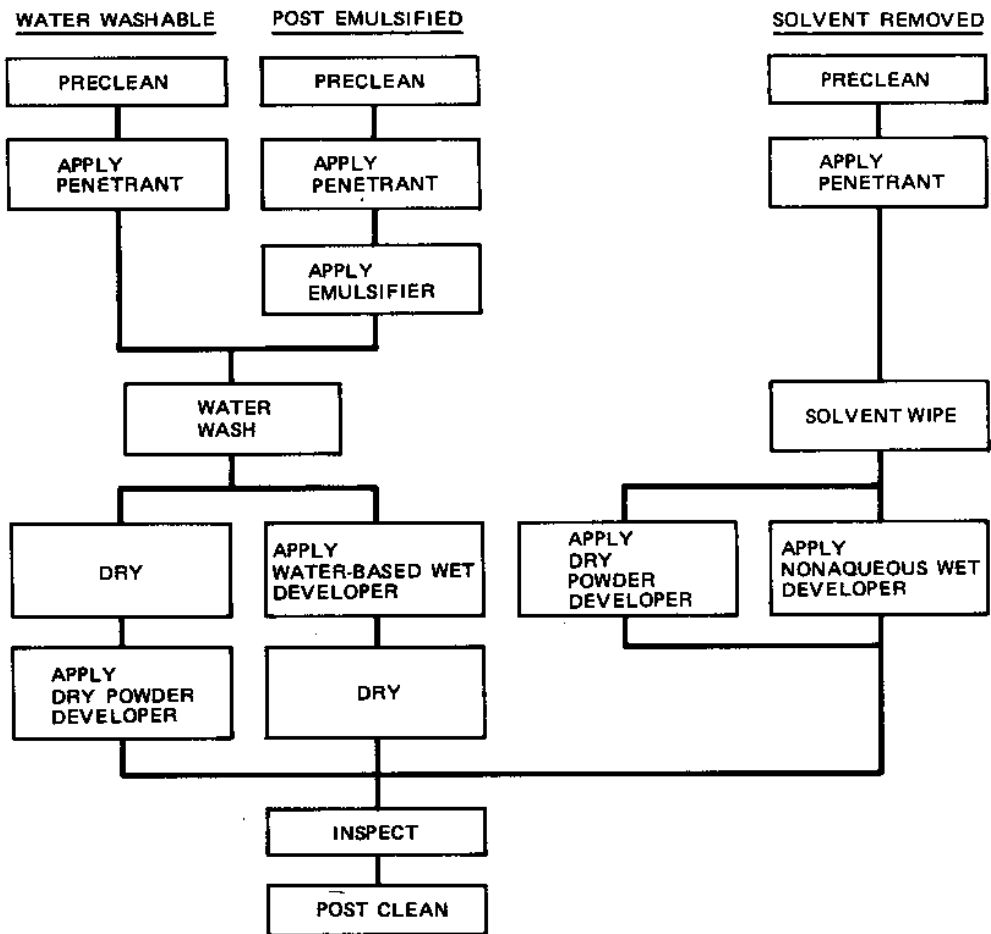 WATER WASHABLE
POST EMULSIFIED
SOLVENT REMOVED
PRECLEAN
PRECLEAN
PRECLEAN
APPLY
PENETRANT
APPLY
PENETRANT
APPLY
PENETRANT
APPLY
EMULSIFIER
WATER
WASH
SOLVENT WIPE
DRY
APPLY
WATER-BASED WET
DEVELOPER
APPLY
DRY
POWDER
DEVELOPER
APPLY
NONAQUEOUS WET
DEVELOPER
APPLY
DRY POWDER
DEVELOPER
DRY
INSPECT
POST CLEAN